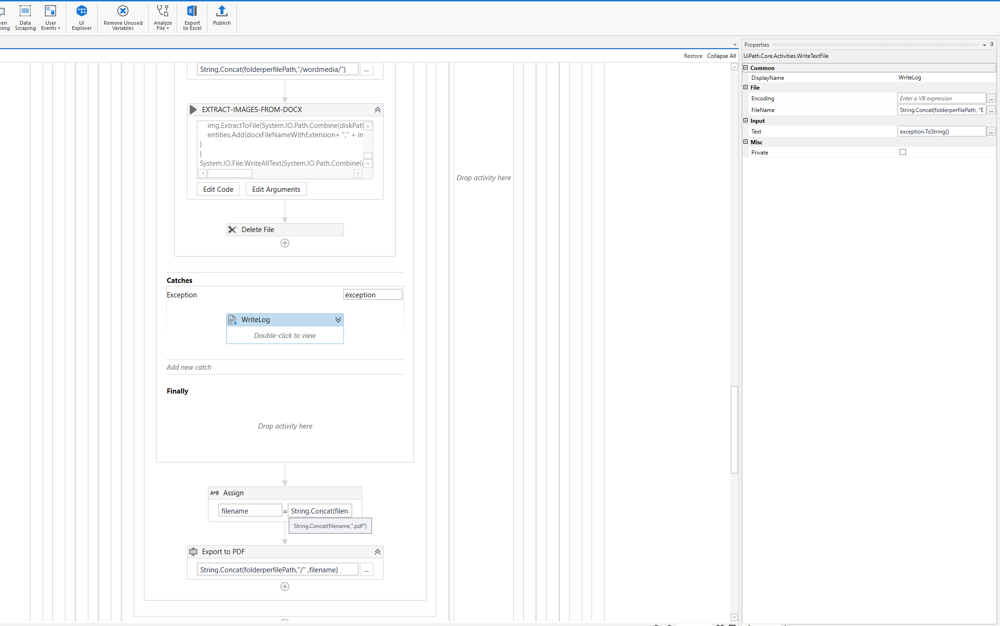 Data
Scraping
User
Events
UI
Explorer
Remove Unused
Variables
Analyze
File
Export
to Excel
Publish
Restore Collapse All
String.Concat(folderperfilePath,"/wordmedia/")
...
EXTRACT-IMAGES-FROM-DOCX
img.ExtractToFile(System.IO.Path.Combine(diskPat
entities.Add(docxFileNameWithExtension+ "," + in
}
}
System.IO.File.WriteAllText(System.IO.Path.Combine(
Edit Code
Edit Arguments
Delete File
Catches
Exception
exception
WriteLog
Double-click to view
Add new catch
Finally
Drop activity here
A+B Assign
filename = String.Concat(filen
String.Concat(filename,".pdf")
Export to PDF
String.Concat(folderperfilePath,"/" ,filename)
...
Drop activity here
Properties
UiPath.Core.Activities.WriteTextFile
Common
DisplayName WriteLog
File
Encoding Enter a VB expression ...
FileName String.Concat(folderperfilePath, "E ...
Input
Text exception.ToString() ...
Misc
Private